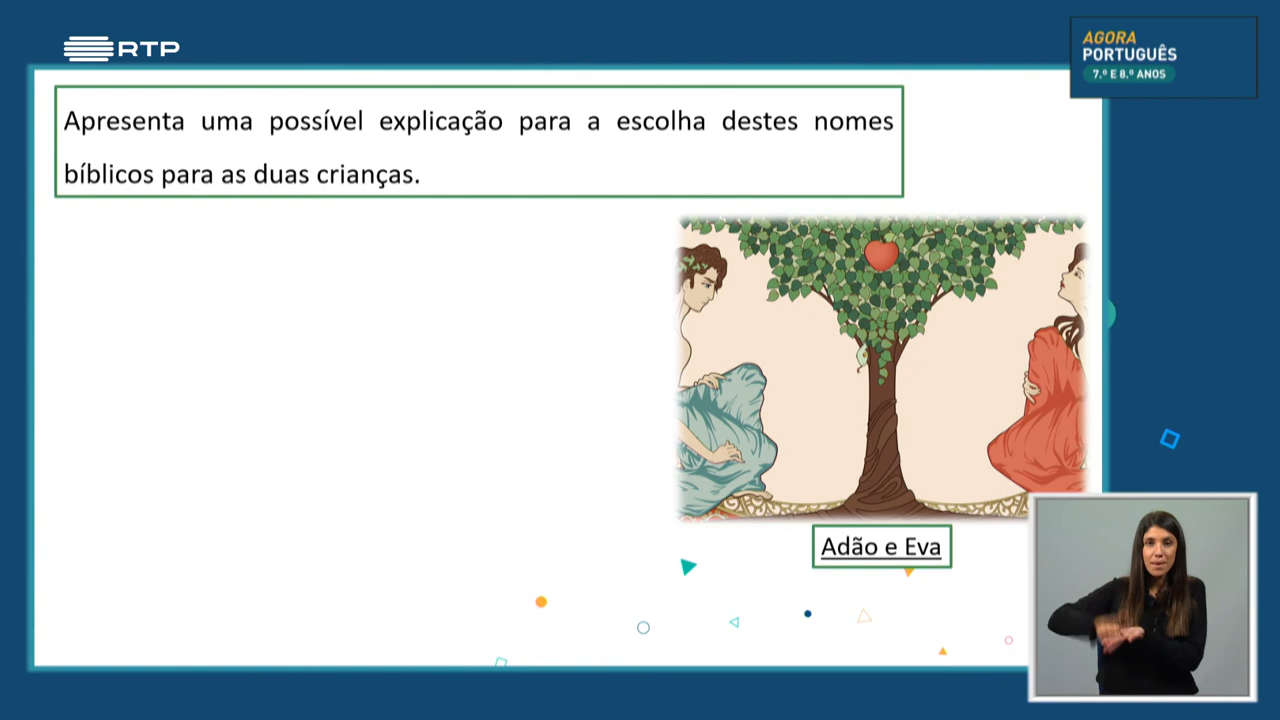 RTP
AGORA
PORTUGUÊS
7.º E 8.º ANOS
Apresenta uma possível explicação para a escolha destes nomes
bíblicos para as duas crianças.
Adão e Eva